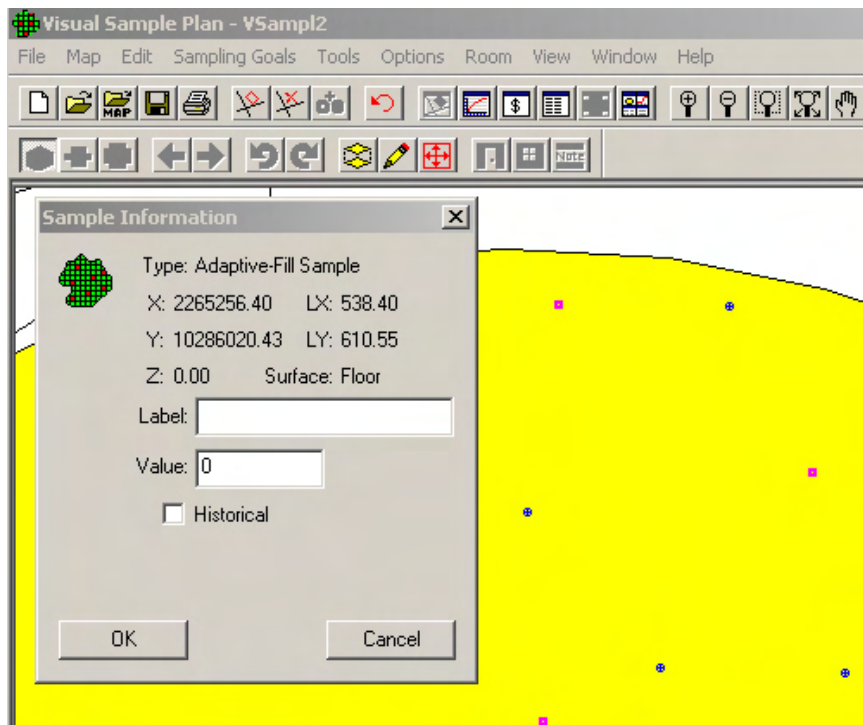 Visual Sample Plan - VSampl2
File Map Edit Sampling Goals Tools Options Room View Window Help
MAP $
Note
Sample Information
Type: Adaptive-Fill Sample
X: 2265256.40 LX: 538.40
Y: 10286020.43 LY: 610.55
Z: 0.00 Surface: Floor
Label:
Value: 0
Historical
OK Cancel